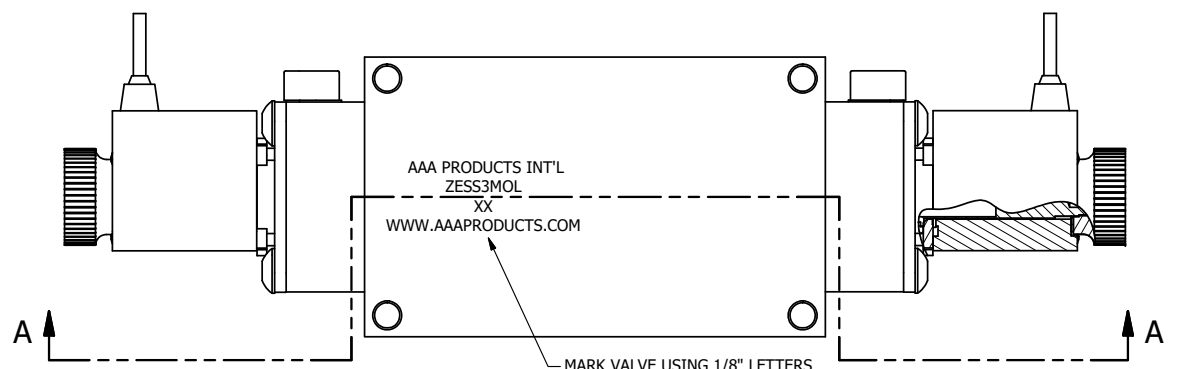 AAA PRODUCTS INT'L
ZESS3MOL
XX
WWW.AAAPRODUCTS.COM
A
A
MARK VALVE USING 1/8" LETTERS